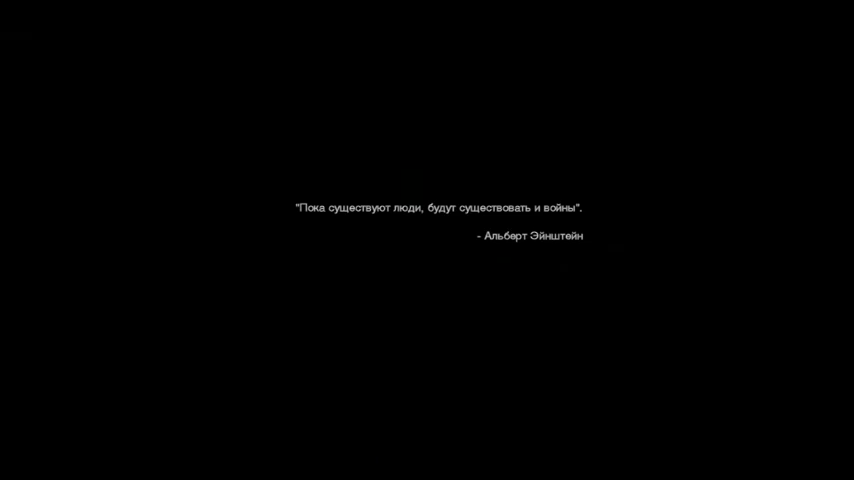 "Пока существуют люди, будут существовать и войны".
- Альберт Эйнштейн